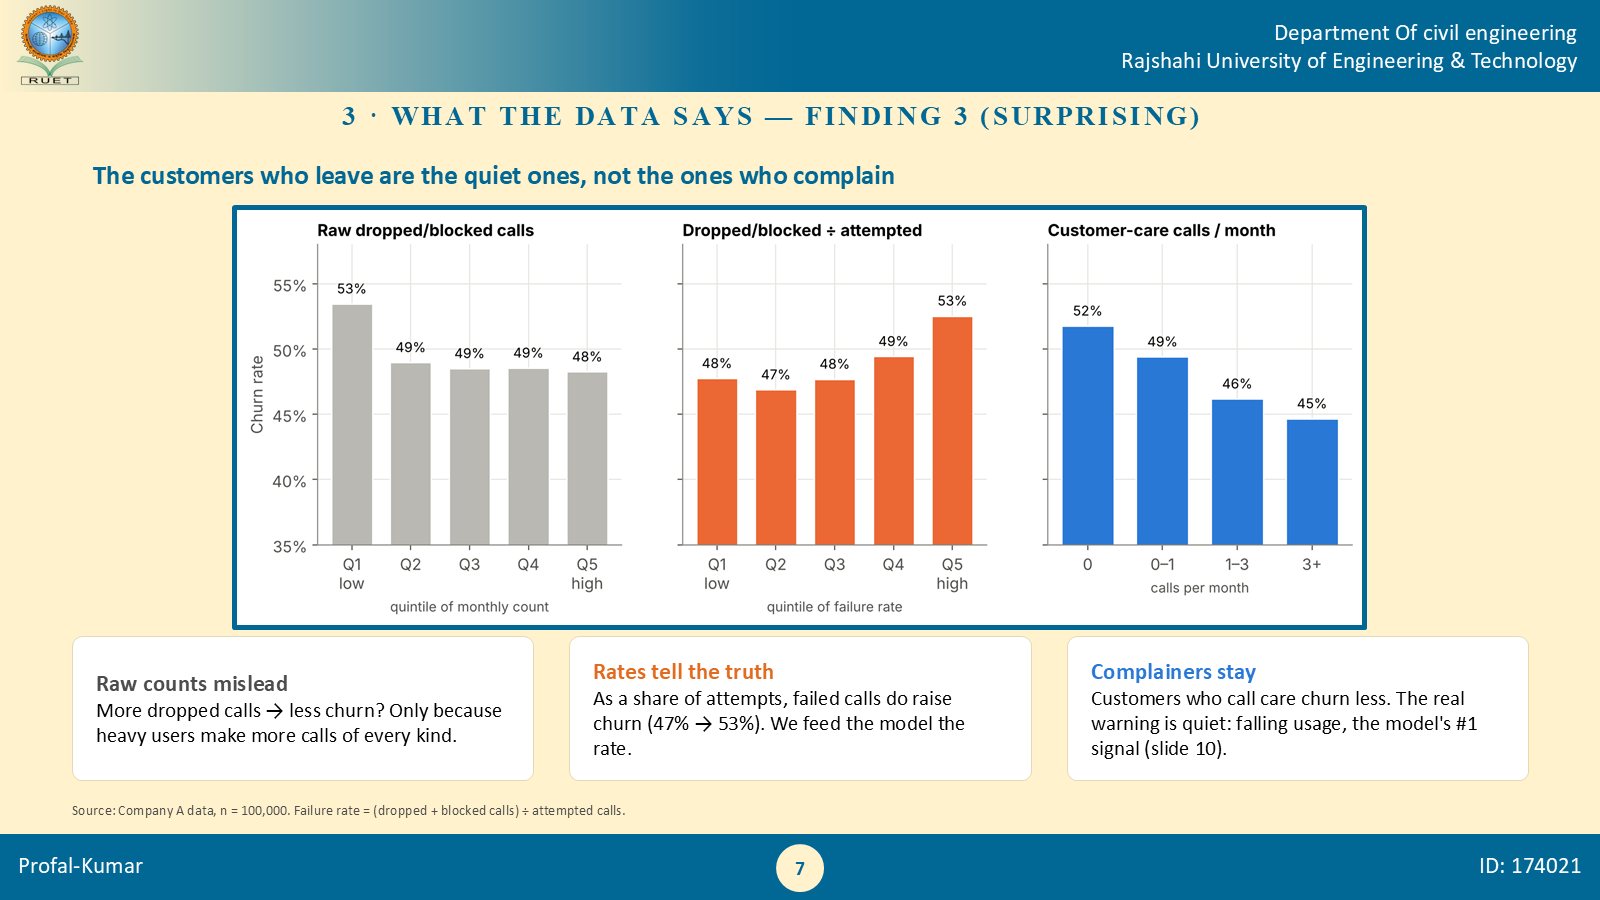 RUET
Department Of civil engineering
Rajshahi University of Engineering & Technology
3 · WHAT THE DATA SAYS — FINDING 3 (SURPRISING)
The customers who leave are the quiet ones, not the ones who complain
Raw dropped/blocked calls
Churn rate
55%
50%
45%
40%
35%
53%
49%
49%
49%
48%
Q1 Q2 Q3 Q4 Q5
low high
quintile of monthly count
Dropped/blocked ÷ attempted
48%
47%
48%
49%
53%
Q1 Q2 Q3 Q4 Q5
low high
quintile of failure rate
Customer-care calls / month
52%
49%
46%
45%
0 0–1 1–3 3+
calls per month
Raw counts mislead
More dropped calls → less churn? Only because
heavy users make more calls of every kind.
Rates tell the truth
As a share of attempts, failed calls do raise
churn (47% → 53%). We feed the model the
rate.
Complainers stay
Customers who call care churn less. The real
warning is quiet: falling usage, the model's #1
signal (slide 10).
Source: Company A data, n = 100,000. Failure rate = (dropped + blocked calls) ÷ attempted calls.
Profal-Kumar
7
ID: 174021